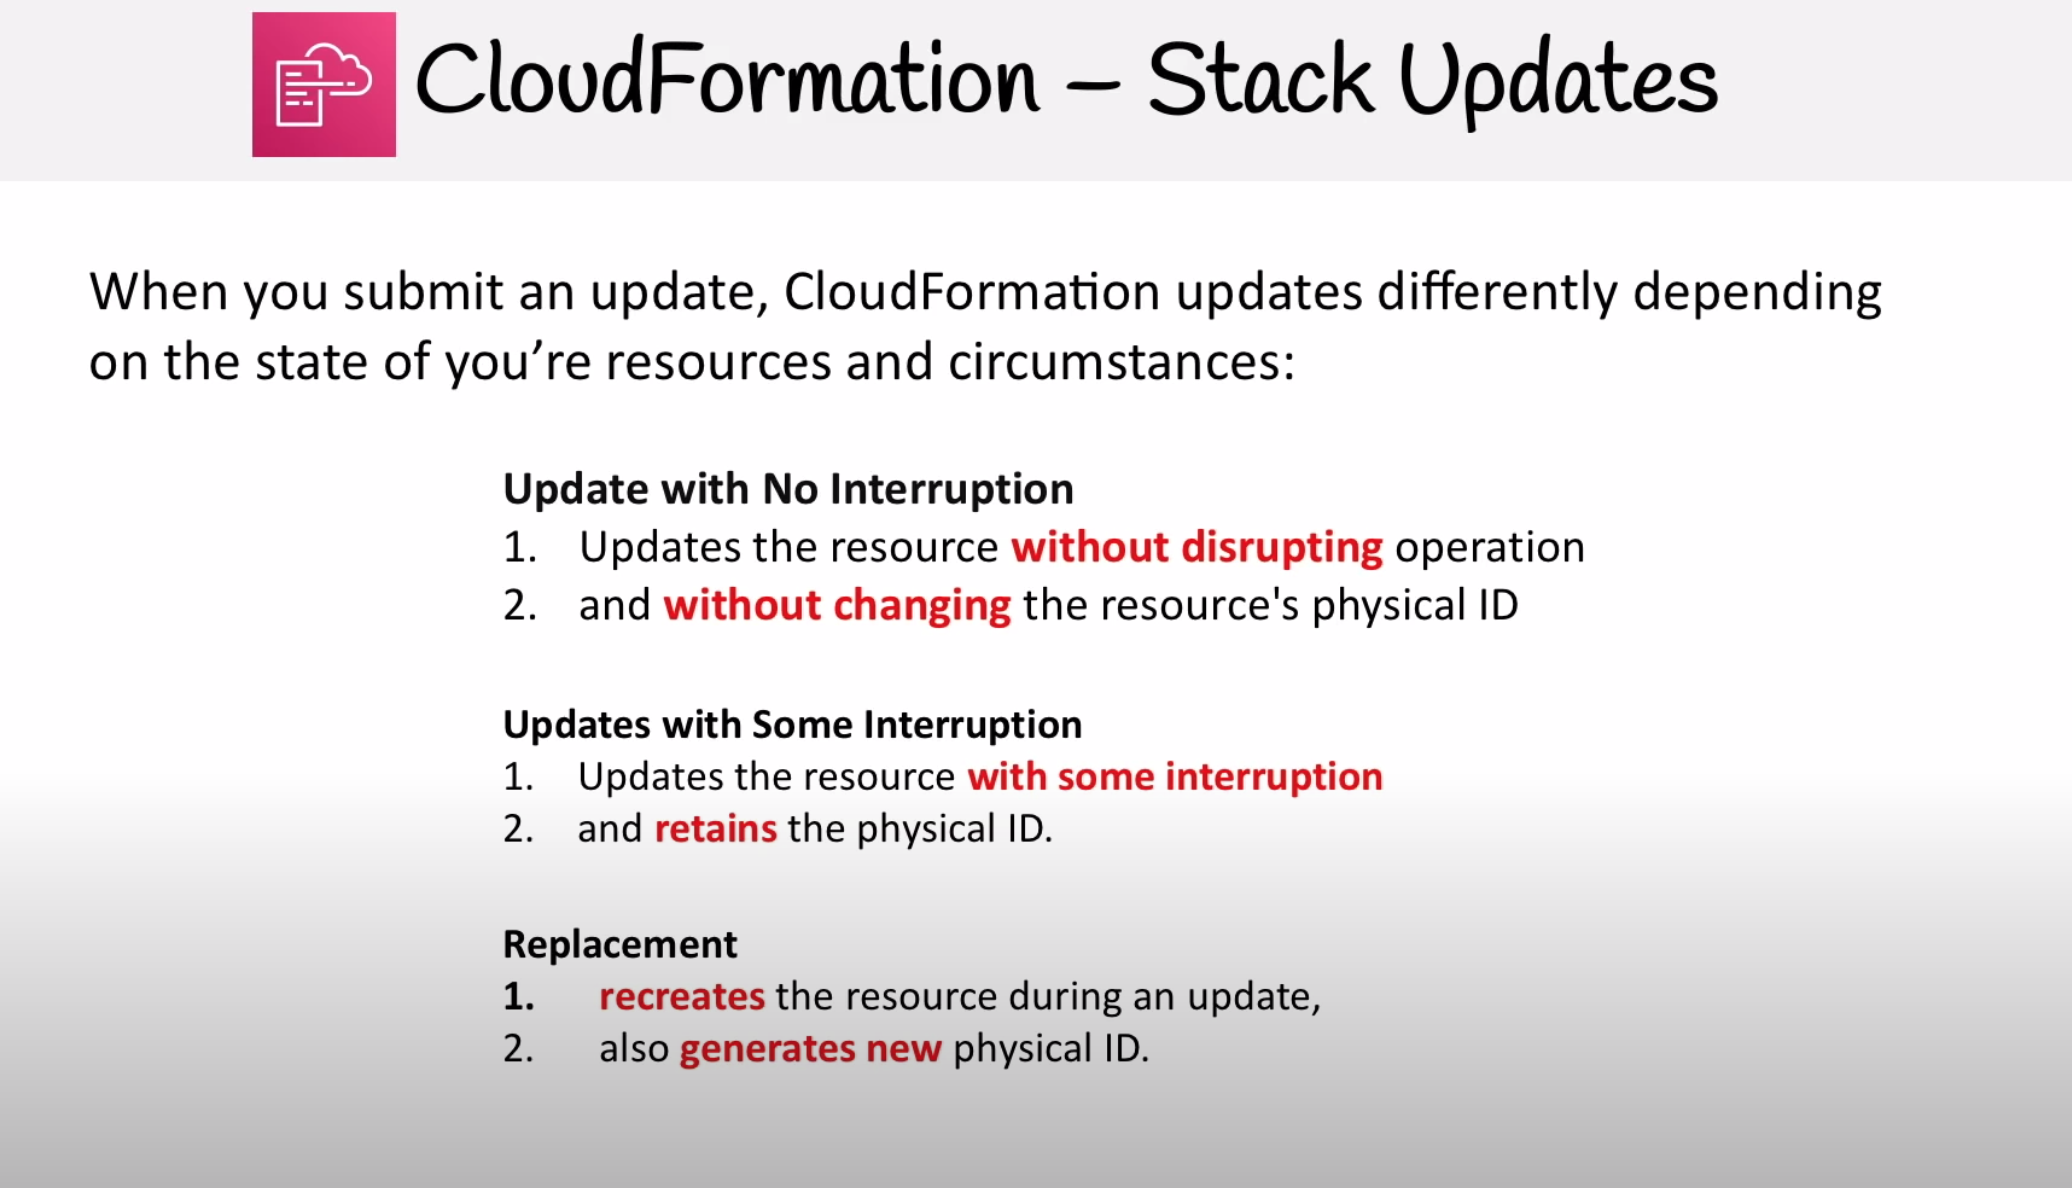 CloudFormation – Stack Updates
When you submit an update, CloudFormation updates differently depending
on the state of you’re resources and circumstances:
Update with No Interruption
1. Updates the resource without disrupting operation
2. and without changing the resource's physical ID
Updates with Some Interruption
1. Updates the resource with some interruption
2. and retains the physical ID.
Replacement
1. recreates the resource during an update,
2. also generates new physical ID.